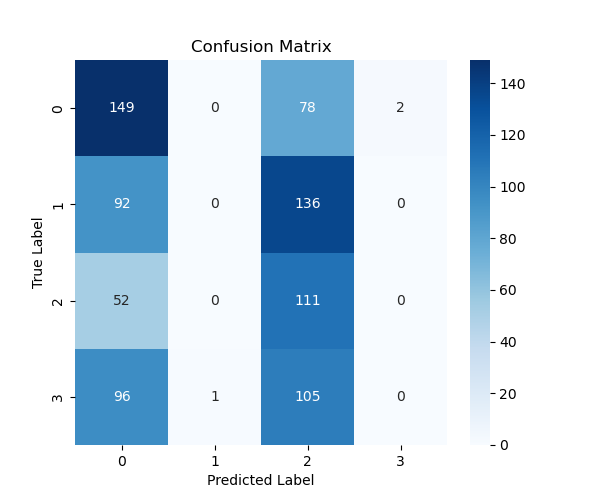 Confusion Matrix
True Label
0 149 0 78 2
1 92 0 136 0
2 52 0 111 0
3 96 1 105 0
0 1 2 3
Predicted Label
140
120
100
80
60
40
20
0